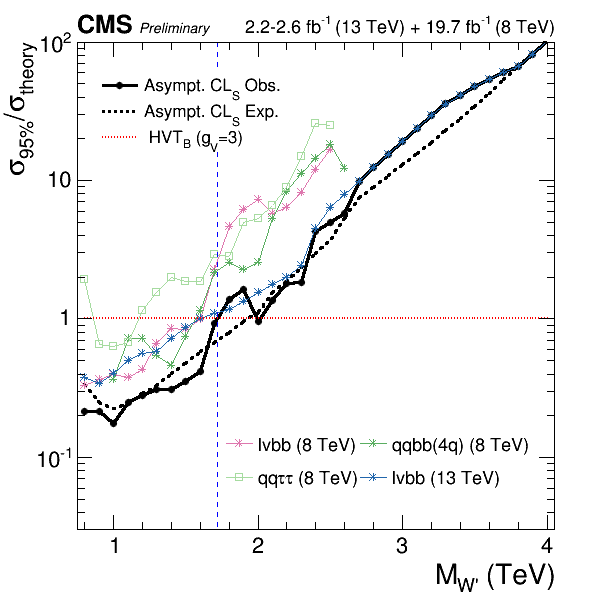 CMS Preliminary 2.2-2.6 fb⁻¹ (13 TeV) + 19.7 fb⁻¹ (8 TeV)
σ95%/σtheory
10²
10
1
10⁻¹
Asympt. CLS Obs.
Asympt. CLS Exp.
HVTB (gV=3)
lνbb (8 TeV) qqbb(4q) (8 TeV)
qqττ (8 TeV) lνbb (13 TeV)
1 2 3 4
MW' (TeV)